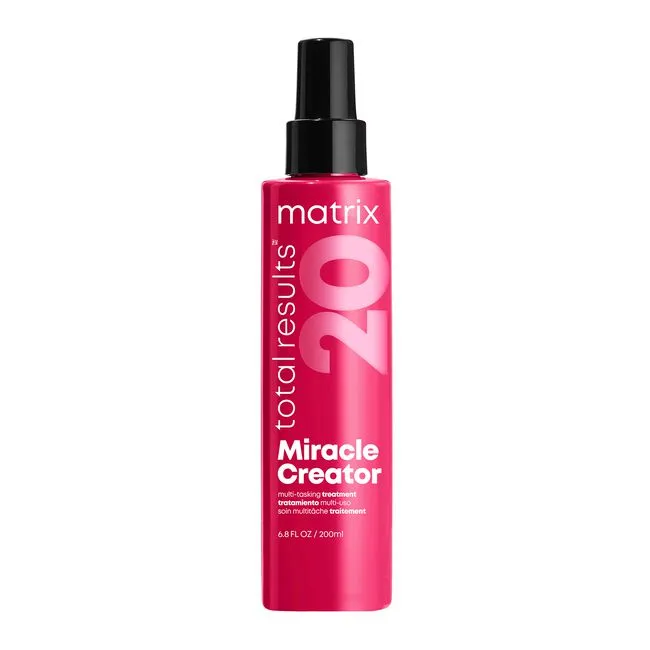 matrix
total results
20
Miracle
Creator
multi-tasking treatment
tratamiento multi-uso
soin multitâche traitement
6.8 FL OZ / 200ml